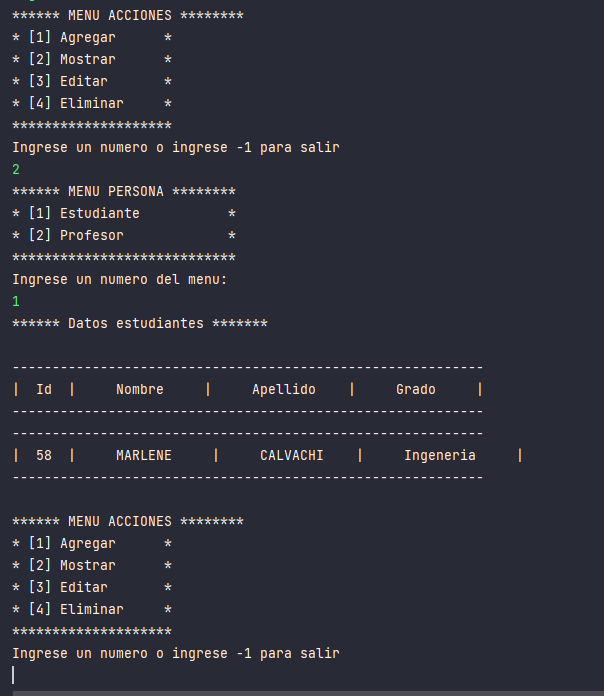 ****** MENU ACCIONES ********
* [1] Agregar      *
* [2] Mostrar      *
* [3] Editar       *
* [4] Eliminar     *
********************
Ingrese un numero o ingrese -1 para salir
2
****** MENU PERSONA ********
* [1] Estudiante           *
* [2] Profesor             *
****************************
Ingrese un numero del menu:
1
****** Datos estudiantes *******
-----------------------------------------------------------
|  Id  |     Nombre     |     Apellido    |     Grado     |
-----------------------------------------------------------
-----------------------------------------------------------
|  58  |     MARLENE     |     CALVACHI    |     Ingeneria     |
-----------------------------------------------------------
****** MENU ACCIONES ********
* [1] Agregar      *
* [2] Mostrar      *
* [3] Editar       *
* [4] Eliminar     *
********************
Ingrese un numero o ingrese -1 para salir